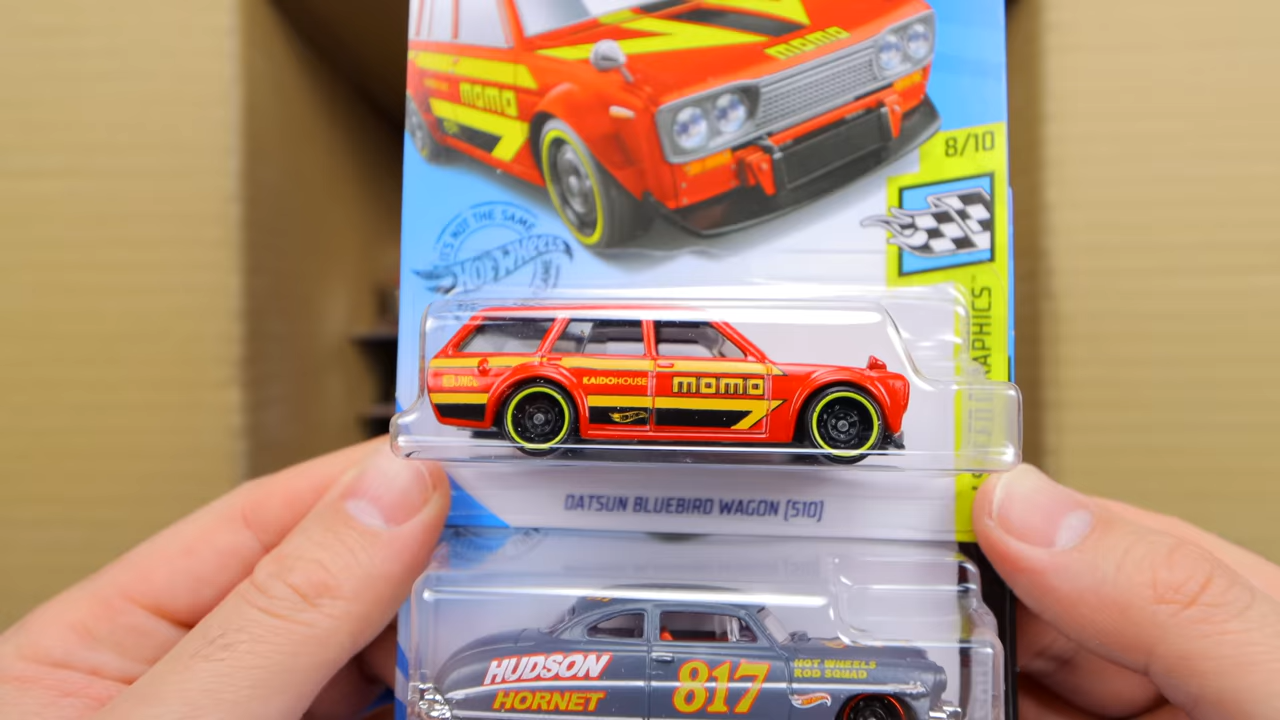 momo
momo
8/10
IT'S NOT THE SAME
HOT WHEELS
GAME
KAIDOHOUSE
momo
DATSUN BLUEBIRD WAGON (510)
HUDSON
HORNET
817
HOT WHEELS
ROD SQUAD